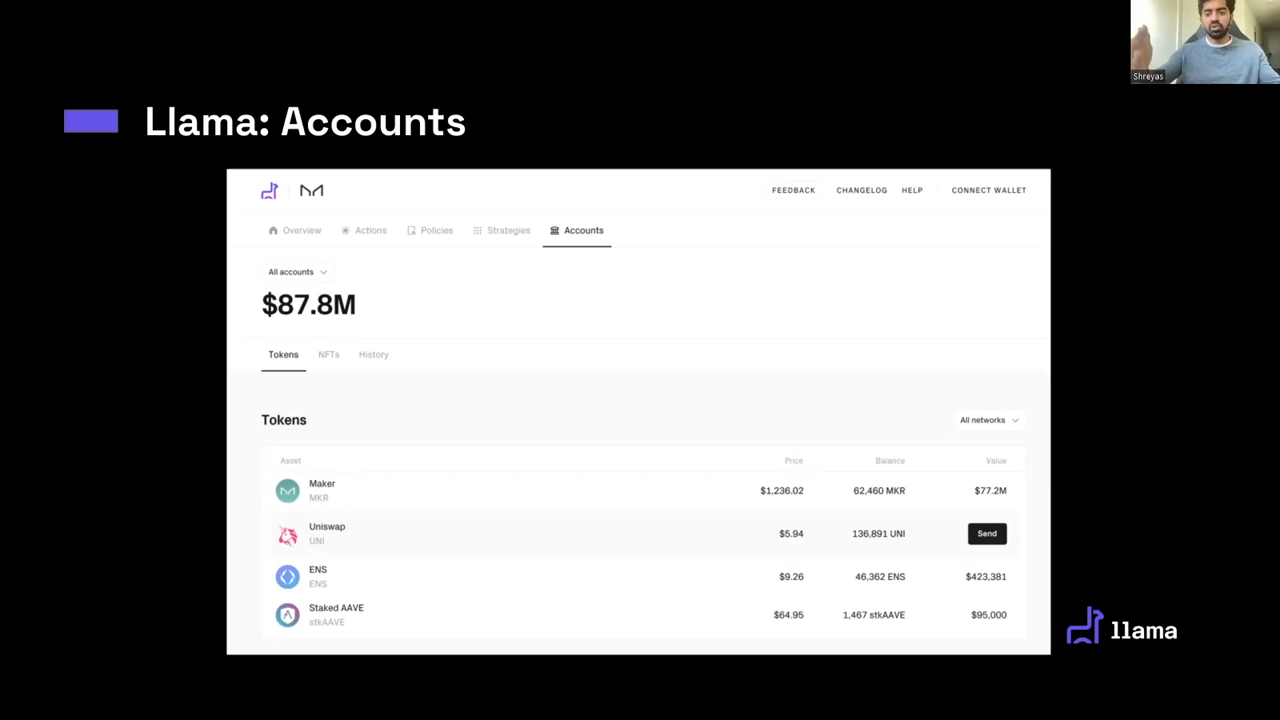 Shreyas
Llama: Accounts
FEEDBACK CHANGELOG HELP CONNECT WALLET
Overview Actions Policies Strategies Accounts
All accounts
$87.8M
Tokens NFTs History
Tokens All networks
Asset Price Balance Value
Maker
MKR
$1,236.02 62,460 MKR $77.2M
Uniswap
UNI
$5.94 136,891 UNI Send
ENS
ENS
$9.26 46,362 ENS $423,381
Staked AAVE
stkAAVE
$64.95 1,467 stkAAVE $95,000
llama